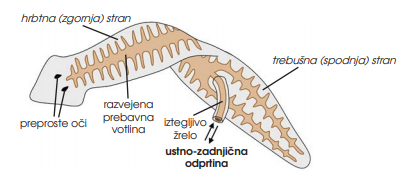 hrbtna (zgornja) stran
trebušna (spodnja) stran
preproste oči
razvejena
prebavna
votlina
iztegljivo
žrelo
ustno-zadnjična
odprtina